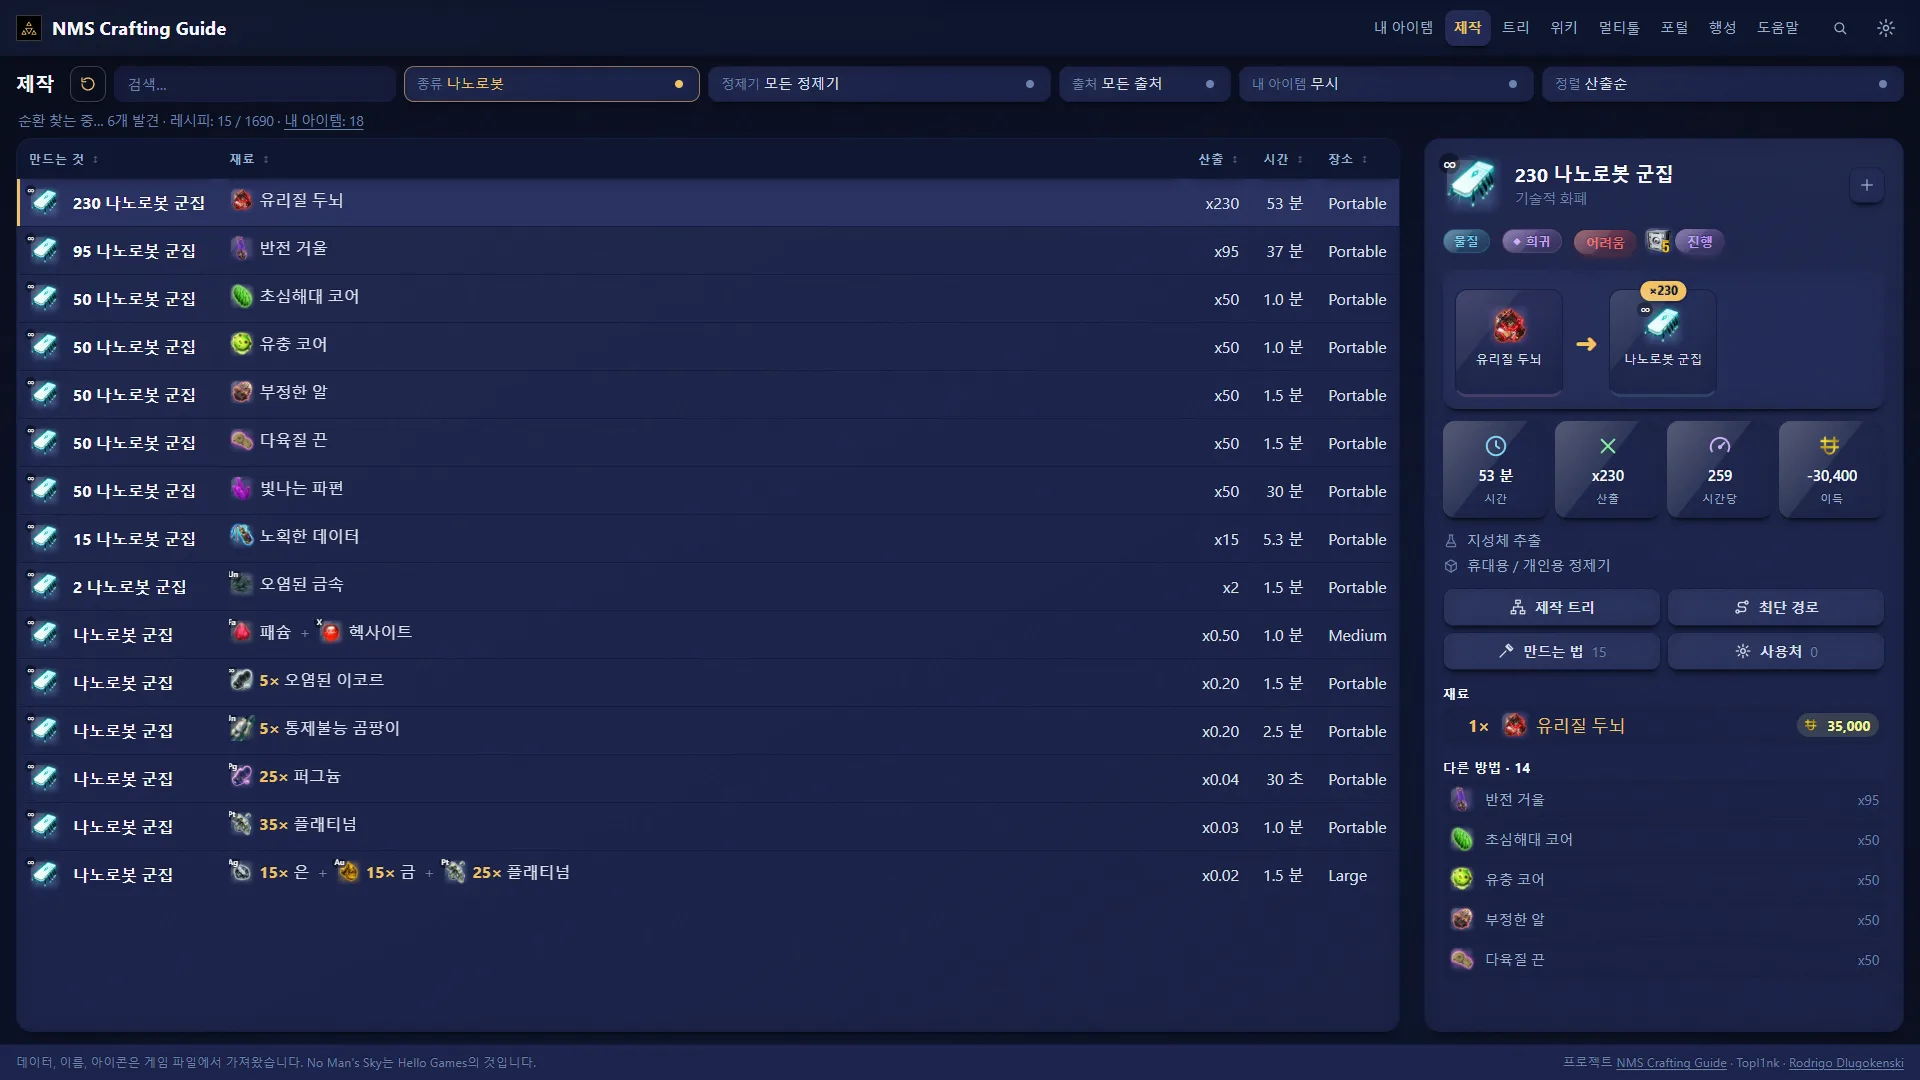 NMS Crafting Guide
내 아이템 제작 트리 위키 멀티툴 포털 행성 도움말
제작 검색... 종류 나노로봇 정제기 모든 정제기 출처 모든 출처 내 아이템 무시 정렬 산출순
순환 찾는 중... 6개 발견 · 레시피: 15 / 1690 · 내 아이템: 18
만드는 것 재료 산출 시간 장소
230 나노로봇 군집 유리질 두뇌 x230 53 분 Portable
95 나노로봇 군집 반전 거울 x95 37 분 Portable
50 나노로봇 군집 초심해대 코어 x50 1.0 분 Portable
50 나노로봇 군집 유충 코어 x50 1.0 분 Portable
50 나노로봇 군집 부정한 알 x50 1.5 분 Portable
50 나노로봇 군집 다육질 끈 x50 1.5 분 Portable
50 나노로봇 군집 빛나는 파편 x50 30 분 Portable
15 나노로봇 군집 노획한 데이터 x15 5.3 분 Portable
2 나노로봇 군집 Un 오염된 금속 x2 1.5 분 Portable
나노로봇 군집 Fa 패슘 + X 헥사이트 x0.50 1.0 분 Medium
나노로봇 군집 5× 오염된 이코르 x0.20 1.5 분 Portable
나노로봇 군집 In 5× 통제불능 곰팡이 x0.20 2.5 분 Portable
나노로봇 군집 Pg 25× 퍼그늄 x0.04 30 초 Portable
나노로봇 군집 Pt 35× 플래티넘 x0.03 1.0 분 Portable
나노로봇 군집 Ag 15× 은 + Au 15× 금 + Pt 25× 플래티넘 x0.02 1.5 분 Large
230 나노로봇 군집
기술적 화폐
물질 희귀 어려움 5 진행
×230
유리질 두뇌 나노로봇 군집
53 분 x230 259 -30,400
시간 산출 시간당 이득
지성체 추출
휴대용 / 개인용 정제기
제작 트리 최단 경로
만드는 법 15 사용처 0
재료
1× 유리질 두뇌 35,000
다른 방법 · 14
반전 거울 x95
초심해대 코어 x50
유충 코어 x50
부정한 알 x50
다육질 끈 x50
데이터, 이름, 아이콘은 게임 파일에서 가져왔습니다. No Man's Sky는 Hello Games의 것입니다.
프로젝트 NMS Crafting Guide · Topl1nk · Rodrigo Dlugokenski